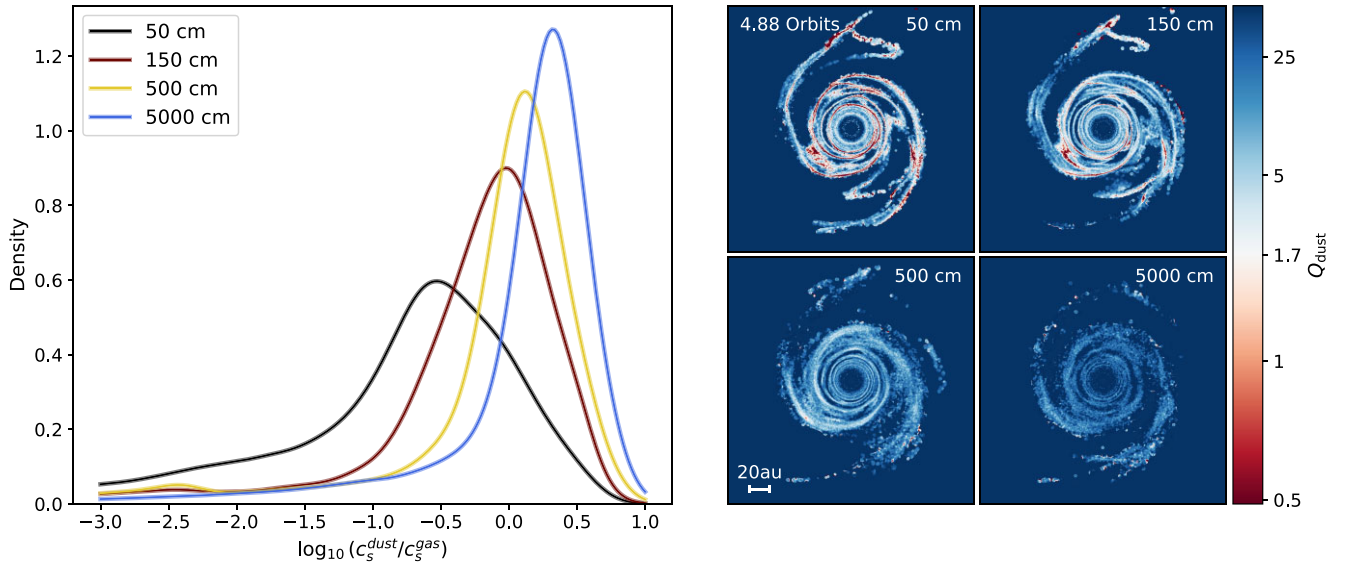 1.2
1.0
0.8
0.6
0.4
0.2
0.0
Density
50 cm
150 cm
500 cm
5000 cm
−3.0 −2.5 −2.0 −1.5 −1.0 −0.5 0.0 0.5 1.0
log₁₀ (c_s^{dust}/c_s^{gas})
4.88 Orbits 50 cm
150 cm
500 cm
20au
5000 cm
25
5
1.7
1
0.5
Q_{dust}